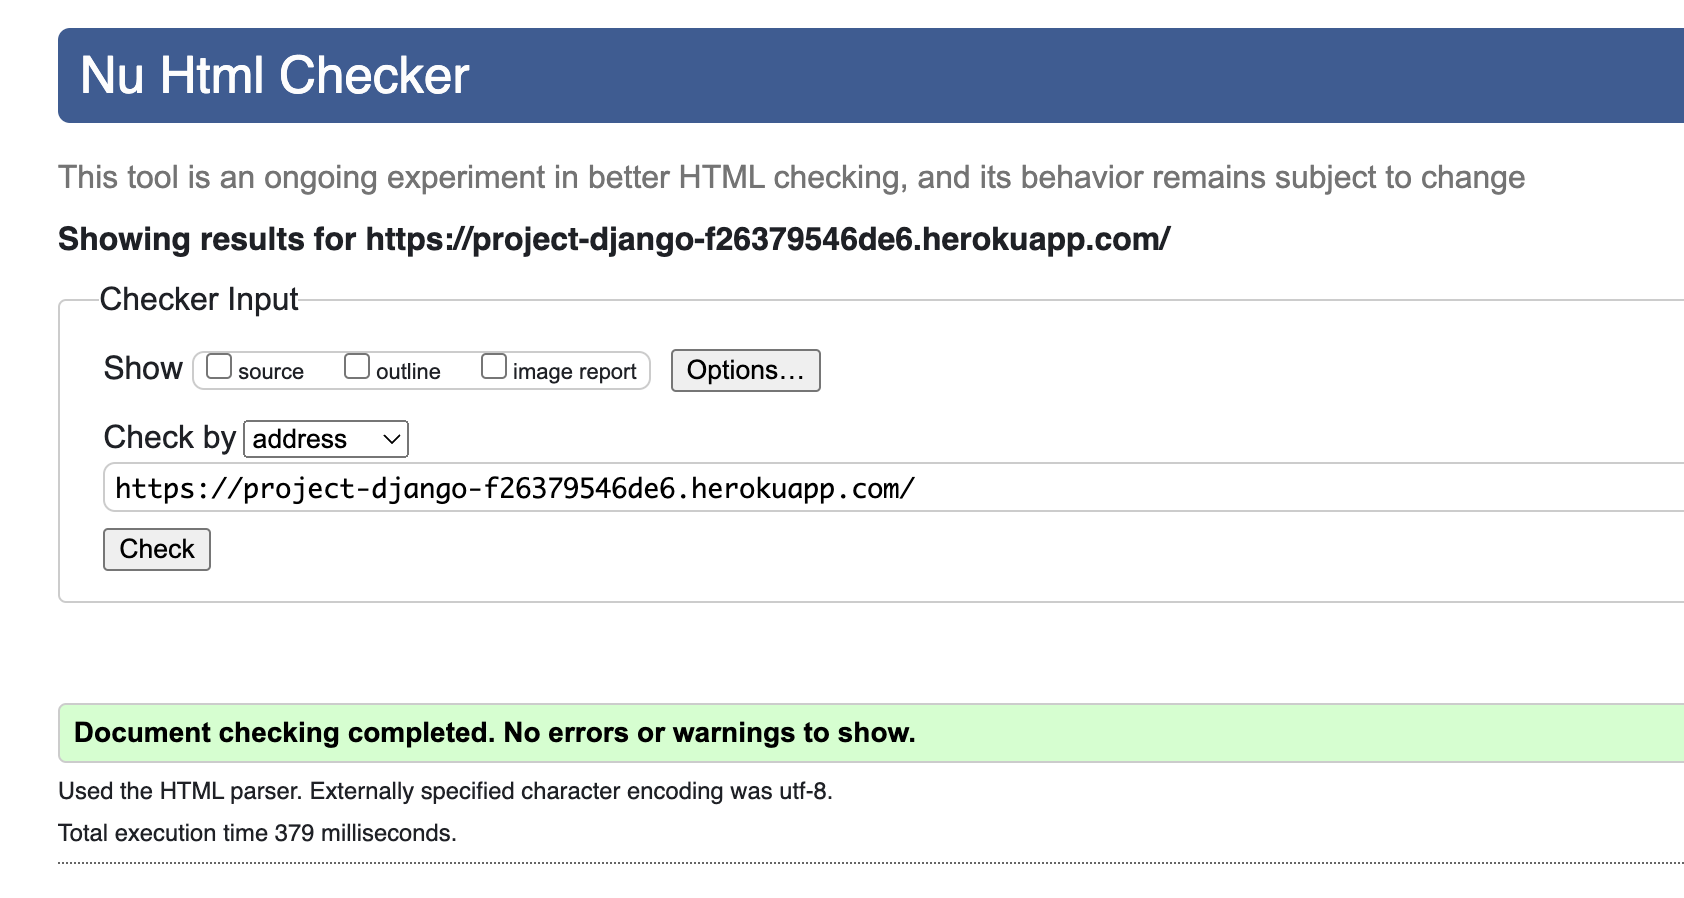 Nu Html Checker
This tool is an ongoing experiment in better HTML checking, and its behavior remains subject to change
Showing results for https://project-django-f26379546de6.herokuapp.com/
Checker Input
Show source outline image report Options...
Check by address
https://project-django-f26379546de6.herokuapp.com/
Check
Document checking completed. No errors or warnings to show.
Used the HTML parser. Externally specified character encoding was utf-8.
Total execution time 379 milliseconds.